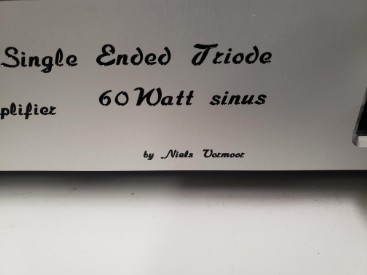 Single Ended Triode
plifier 60 Watt sinus
by Niels Vormoor